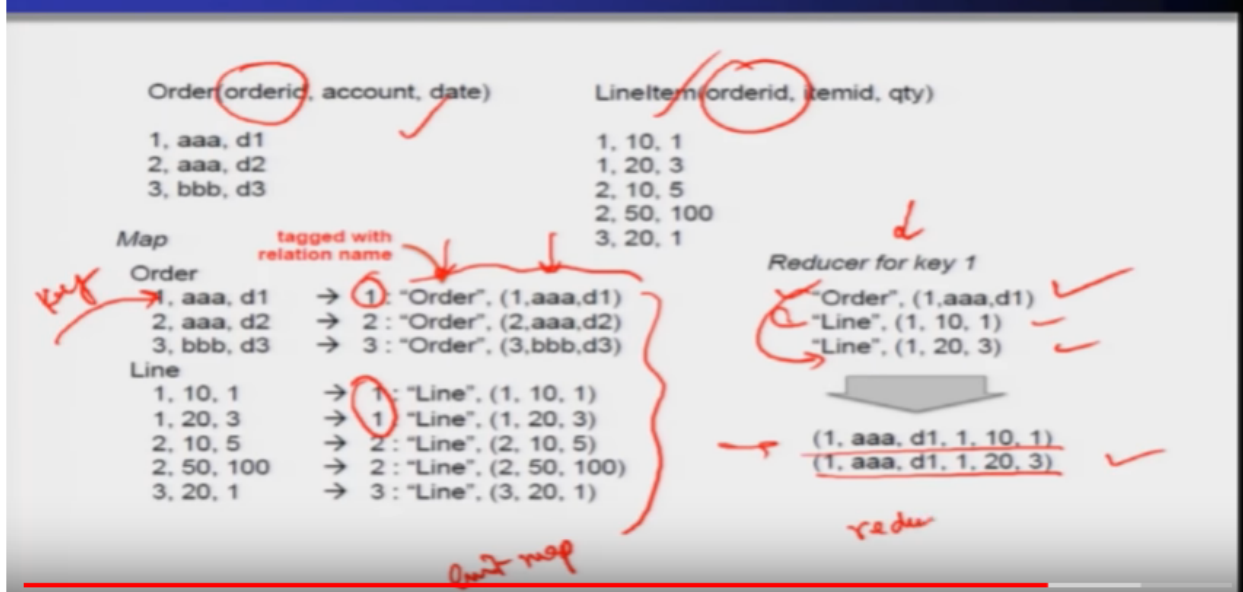 Order(orderid, account, date)
1, aaa, d1
2, aaa, d2
3, bbb, d3
LineItem(orderid, itemid, qty)
1, 10, 1
1, 20, 3
2, 10, 5
2, 50, 100
3, 20, 1
Map
tagged with
relation name
Key
Order
1, aaa, d1 → 1 : "Order", (1,aaa,d1)
2, aaa, d2 → 2 : "Order", (2,aaa,d2)
3, bbb, d3 → 3 : "Order", (3,bbb,d3)
Line
1, 10, 1 → 1 : "Line", (1, 10, 1)
1, 20, 3 → 1 : "Line", (1, 20, 3)
2, 10, 5 → 2 : "Line", (2, 10, 5)
2, 50, 100 → 2 : "Line", (2, 50, 100)
3, 20, 1 → 3 : "Line", (3, 20, 1)
map
Reducer for key 1
"Order", (1,aaa,d1)
"Line", (1, 10, 1)
"Line", (1, 20, 3)
(1, aaa, d1, 1, 10, 1)
(1, aaa, d1, 1, 20, 3)
redu